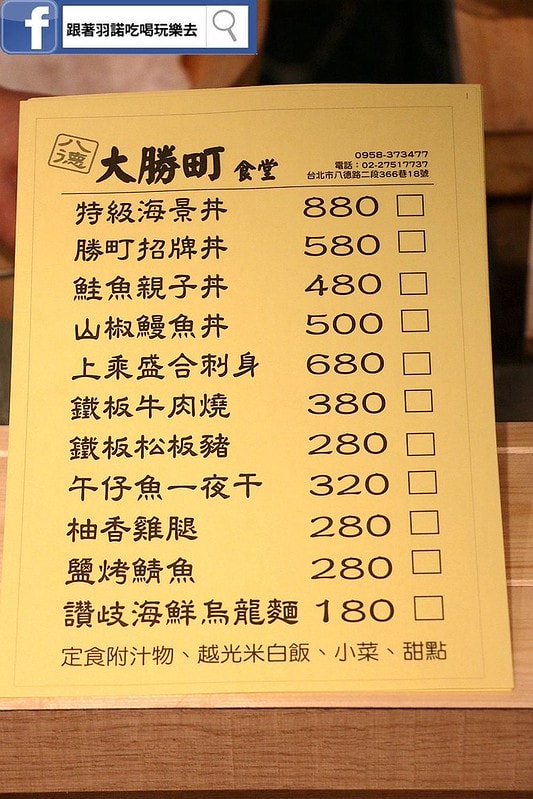 f 跟著羽諾吃喝玩樂去
八德 大勝町 食堂
0958-373477
電話：02-27517737
台北市八德路二段366巷18號
特級海景丼 880 □
勝町招牌丼 580 □
鮭魚親子丼 480 □
山椒鰻魚丼 500 □
上乘盛合刺身 680 □
鐵板牛肉燒 380 □
鐵板松板豬 280 □
午仔魚一夜干 320 □
柚香雞腿 280 □
鹽烤鯖魚 280 □
讚岐海鮮烏龍麵 180 □
定食附汁物、越光米白飯、小菜、甜點